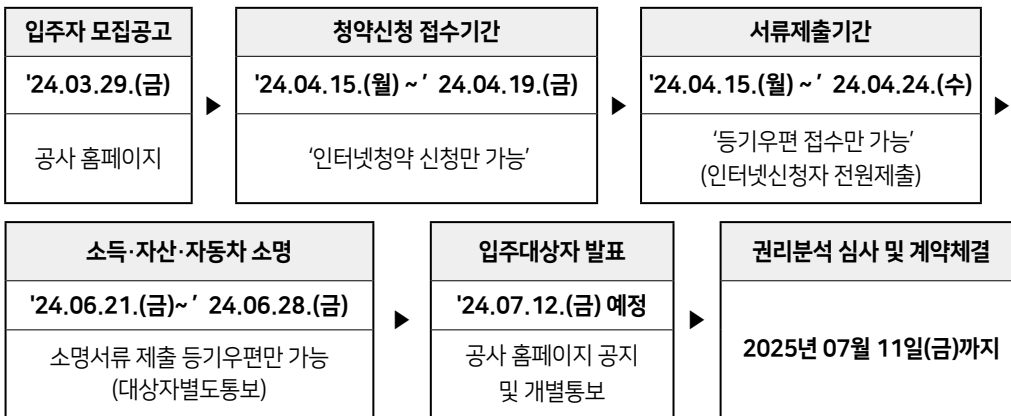 입주자 모집공고
'24.03.29.(금)
공사 홈페이지
▶
청약신청 접수기간
'24.04.15.(월) ~ ′ 24.04.19.(금)
‘인터넷청약 신청만 가능’
▶
서류제출기간
'24.04.15.(월) ~ ′ 24.04.24.(수)
‘등기우편 접수만 가능’
(인터넷신청자 전원제출)
▶
소득·자산·자동차 소명
'24.06.21.(금)~ ′ 24.06.28.(금)
소명서류 제출 등기우편만 가능
(대상자별도통보)
▶
입주대상자 발표
'24.07.12.(금) 예정
공사 홈페이지 공지
및 개별통보
▶
권리분석 심사 및 계약체결
2025년 07월 11일(금)까지